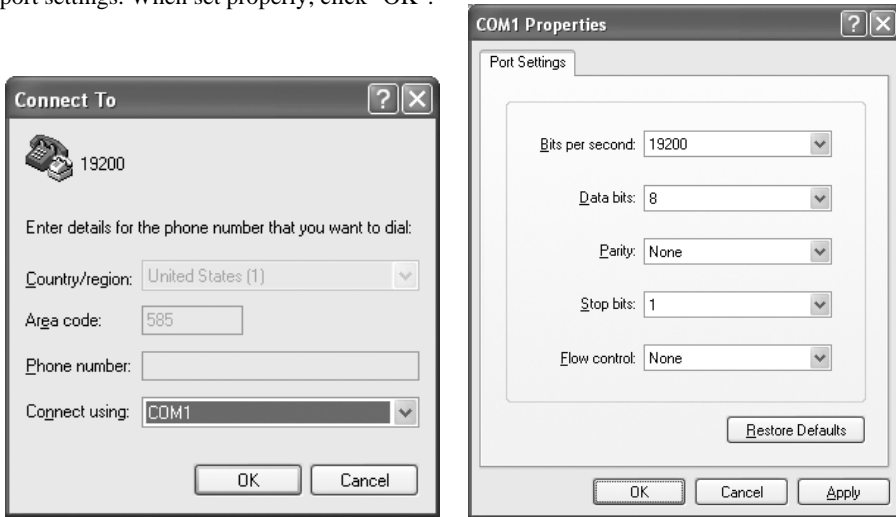 port settings. When set properly, click "OK".
Connect To
19200
Enter details for the phone number that you want to dial:
Country/region: United States (1)
Area code: 585
Phone number:
Connect using: COM1
OK Cancel
COM1 Properties
Port Settings
Bits per second: 19200
Data bits: 8
Parity: None
Stop bits: 1
Flow control: None
Restore Defaults
OK Cancel Apply